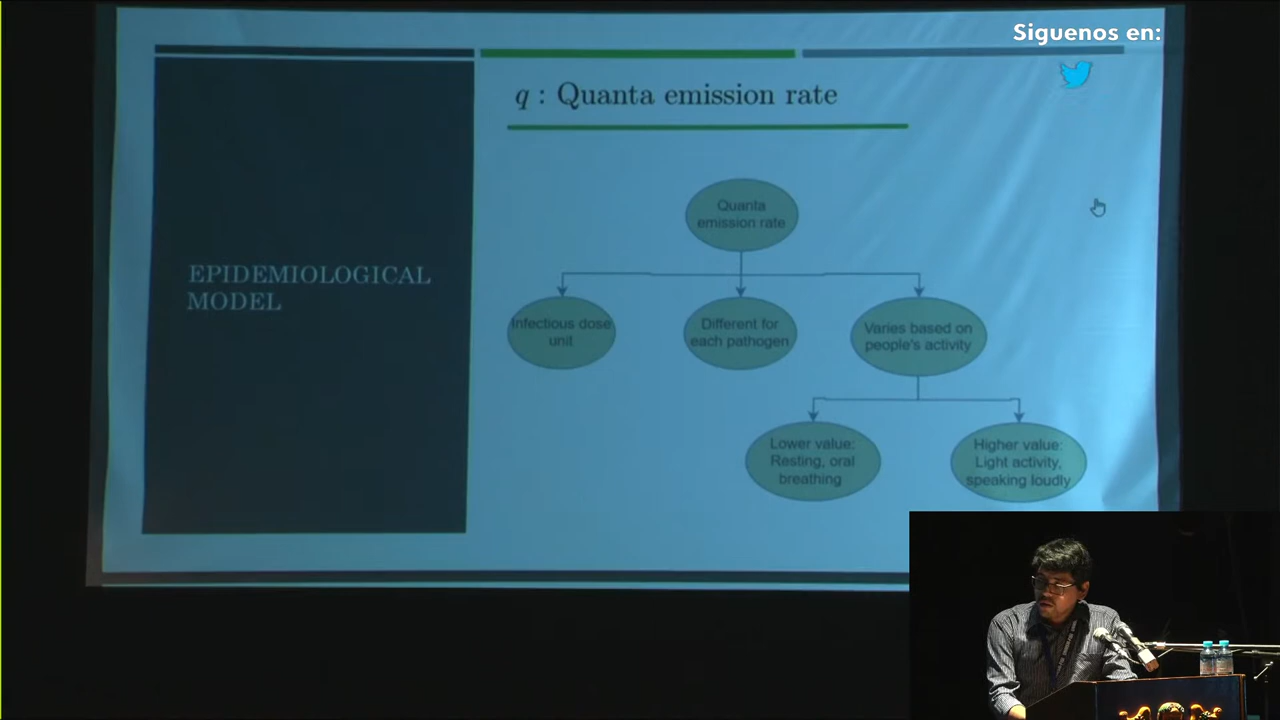 Siguenos en:
q : Quanta emission rate
EPIDEMIOLOGICAL
MODEL
Quanta
emission rate
Infectious dose
unit
Different for
each pathogen
Varies based on
people's activity
Lower value:
Resting, oral
breathing
Higher value:
Light activity,
speaking loudly